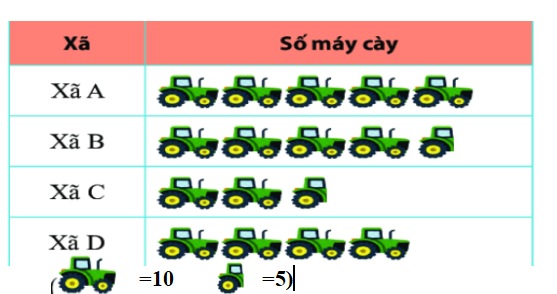 Xã Số máy cày
Xã A
Xã B
Xã C
Xã D
( =10 =5)